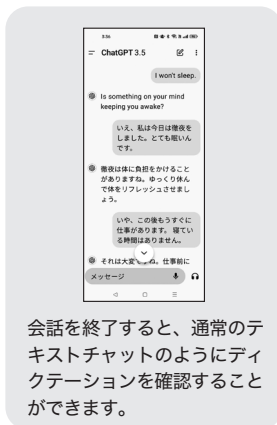 3:36
ChatGPT 3.5
I won't sleep.
Is something on your mind
keeping you awake?
いえ、私は今日は徹夜を
しました。とても眠いん
です。
徹夜は体に負担をかけること
がありますね。ゆっくり休ん
で体をリフレッシュさせまし
ょう。
いや、この後もうすぐに
仕事があります。寝てい
る時間はありません。
それは大変ですね。仕事前に
メッセージ
会話を終了すると、通常のテ
キストチャットのようにディ
クテーションを確認すること
ができます。